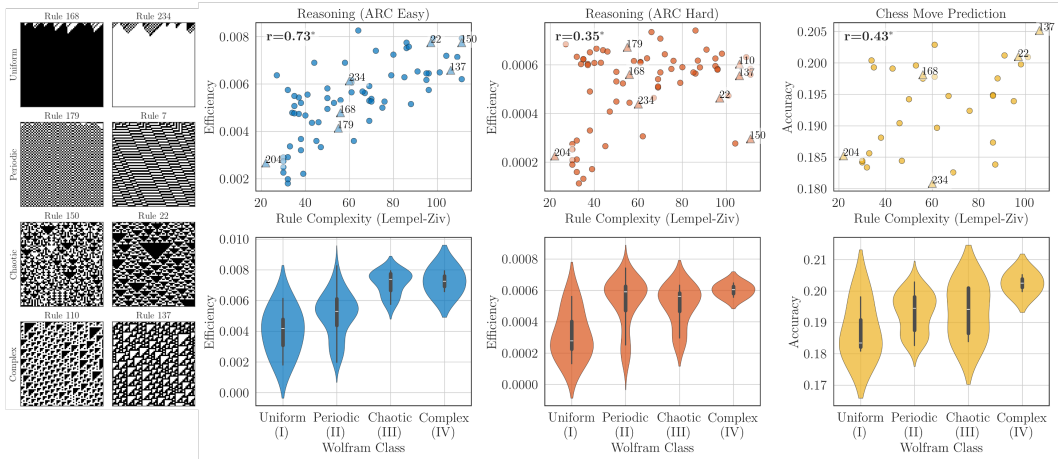 Rule 168 Rule 234
Uniform
Rule 179 Rule 7
Periodic
Rule 150 Rule 22
Chaotic
Rule 110 Rule 137
Complex
Reasoning (ARC Easy)
r=0.73*
Efficiency
0.008
0.006
0.004
0.002
22 150
137
234
168
179
204
20 40 60 80 100
Rule Complexity (Lempel-Ziv)
Reasoning (ARC Hard)
r=0.35*
Efficiency
0.0006
0.0004
0.0002
179
110
168 137
22
234
150
204
20 40 60 80 100
Rule Complexity (Lempel-Ziv)
Chess Move Prediction
r=0.43*
Accuracy
0.205
0.200
0.195
0.190
0.185
0.180
137
22
168
204
234
20 40 60 80 100
Rule Complexity (Lempel-Ziv)
Efficiency
0.010
0.008
0.006
0.004
0.002
0.000
Uniform Periodic Chaotic Complex
(I) (II) (III) (IV)
Wolfram Class
Efficiency
0.0008
0.0006
0.0004
0.0002
0.0000
Uniform Periodic Chaotic Complex
(I) (II) (III) (IV)
Wolfram Class
Accuracy
0.21
0.20
0.19
0.18
0.17
Uniform Periodic Chaotic Complex
(I) (II) (III) (IV)
Wolfram Class